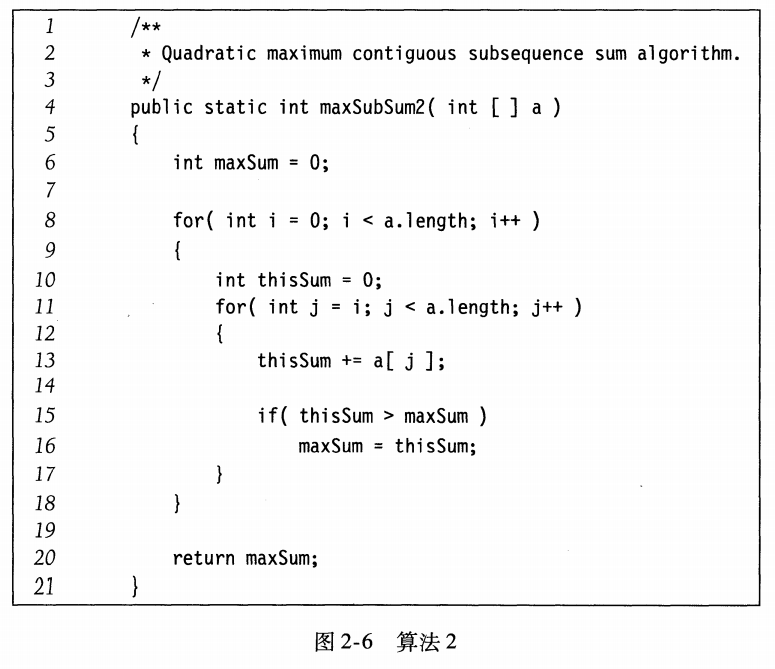 1 /**
2 * Quadratic maximum contiguous subsequence sum algorithm.
3 */
4 public static int maxSubSum2( int [ ] a )
5 {
6 int maxSum = 0;
7
8 for( int i = 0; i < a.length; i++ )
9 {
10 int thisSum = 0;
11 for( int j = i; j < a.length; j++ )
12 {
13 thisSum += a[ j ];
14
15 if( thisSum > maxSum )
16 maxSum = thisSum;
17 }
18 }
19
20 return maxSum;
21 }
图 2-6 算法 2